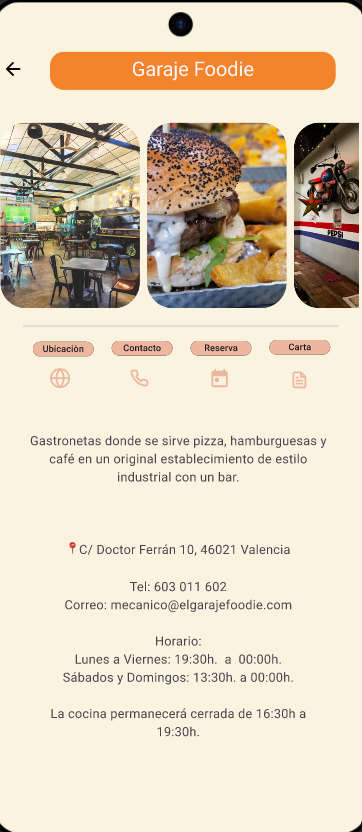 Garaje Foodie
PEPSI
Ubicaciòn
Contacto
Reserva
Carta
Gastronetas donde se sirve pizza, hamburguesas y
café en un original establecimiento de estilo
industrial con un bar.
C/ Doctor Ferrán 10, 46021 Valencia
Tel: 603 011 602
Correo: mecanico@elgarajefoodie.com
Horario:
Lunes a Viernes: 19:30h. a 00:00h.
Sábados y Domingos: 13:30h. a 00:00h.
La cocina permanecerá cerrada de 16:30h a
19:30h.